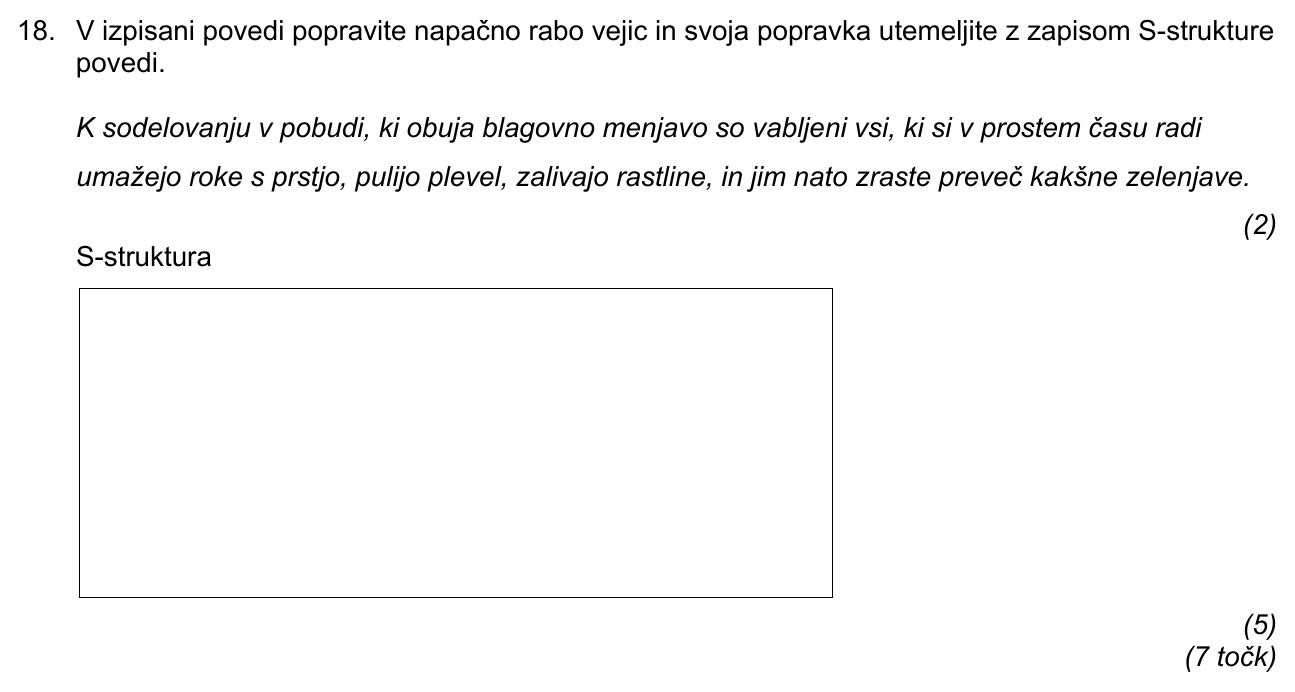 18. V izpisani povedi popravite napačno rabo vejic in svoja popravka utemeljite z zapisom S-strukture
povedi.
K sodelovanju v pobudi, ki obuja blagovno menjavo so vabljeni vsi, ki si v prostem času radi
umažejo roke s prstjo, pulijo plevel, zalivajo rastline, in jim nato zraste preveč kakšne zelenjave.
(2)
S-struktura
(5)
(7 točk)